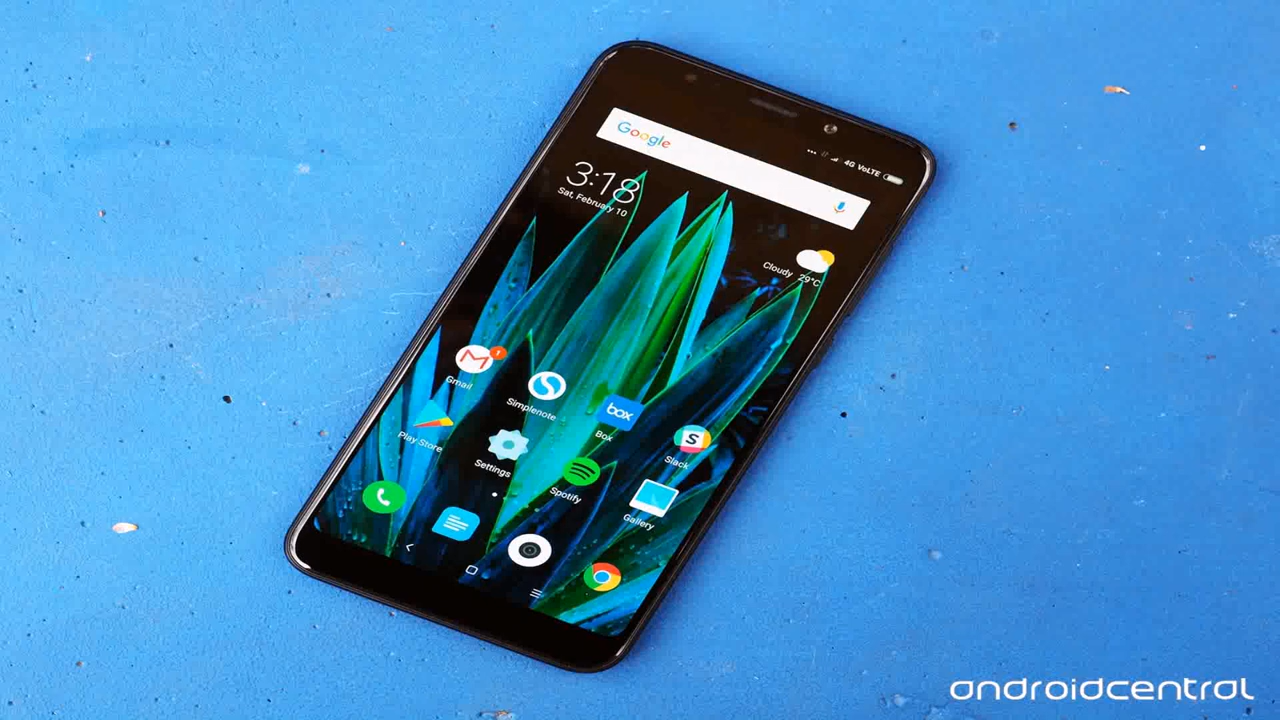 Google
4G VoLTE
3:18
Sat, February 10
Cloudy 29°C
1
Gmail
Simplenote
box
Box
S
Slack
Play Store
Settings
Spotify
Gallery
androidcentral